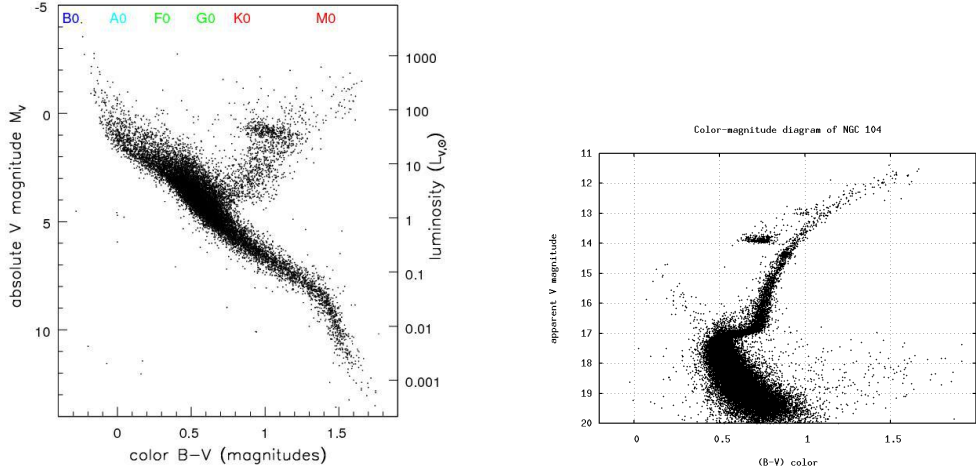 B0 A0 F0 G0 K0 M0
-5
0
5
10
absolute V magnitude Mv
1000
100
10
1
0.1
0.01
0.001
luminosity (Lv,⊙)
0 0.5 1 1.5
color B−V (magnitudes)
Color-magnitude diagram of NGC 104
11
12
13
14
15
16
17
18
19
20
apparent V magnitude
0 0.5 1 1.5
(B-V) color